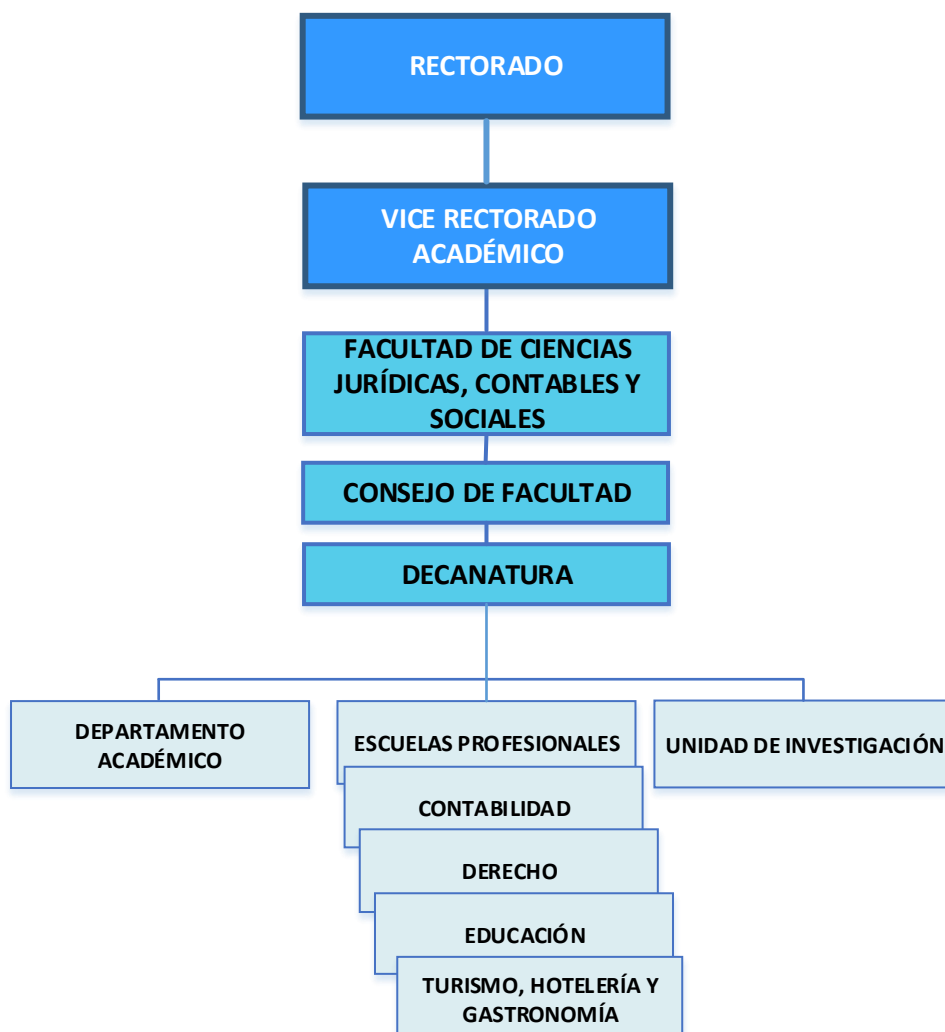 RECTORADO
VICE RECTORADO
ACADÉMICO
FACULTAD DE CIENCIAS
JURÍDICAS, CONTABLES Y
SOCIALES
CONSEJO DE FACULTAD
DECANATURA
DEPARTAMENTO
ACADÉMICO
ESCUELAS PROFESIONALES
UNIDAD DE INVESTIGACIÓN
CONTABILIDAD
DERECHO
EDUCACIÓN
TURISMO, HOTELERÍA Y
GASTRONOMÍA